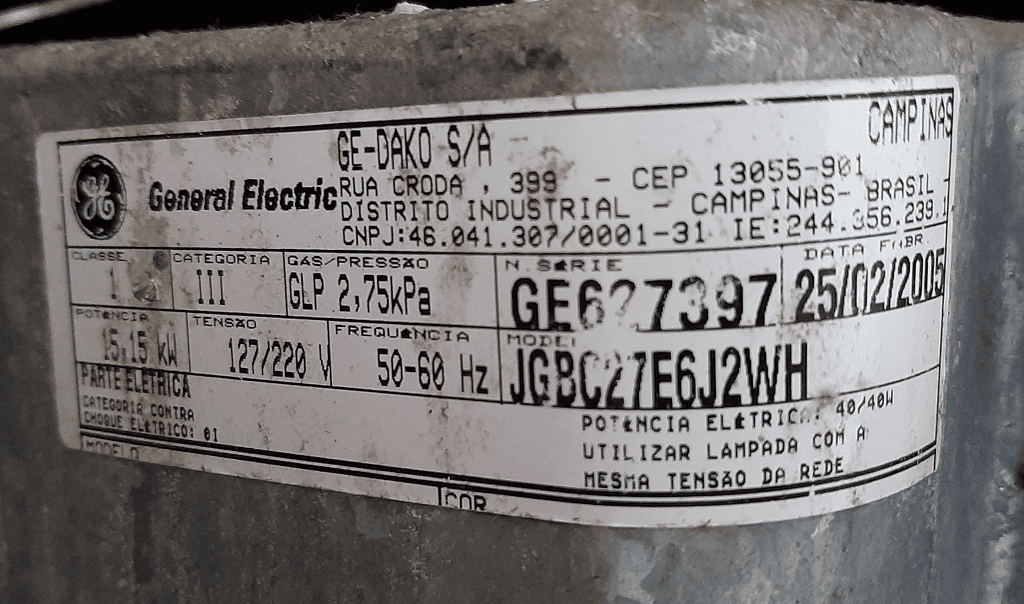 GE-DAKO S/A
CAMPINAS
General Electric
RUA CRODA , 399 - CEP 13055-901
DISTRITO INDUSTRIAL - CAMPINAS- BRASIL -
CNPJ:46.041.307/0001-31 IE:244.356.239.1
CLASSE CATEGORIA GÁS/PRESSÃO N.SÉRIE DATA FABR.
1 III GLP 2,75kPa GE627397 25/02/2005
POTÊNCIA TENSÃO FREQUÊNCIA MODEL
15,15 kW 127/220 V 50-60 Hz JGBC27E6J2WH
PARTE ELÉTRICA
CATEGORIA CONTRA
CHOQUE ELÉTRICO: 01
POTÊNCIA ELÉTRICA: 40/40W
UTILIZAR LAMPADA COM A
MESMA TENSÃO DA REDE
MODELO
COR